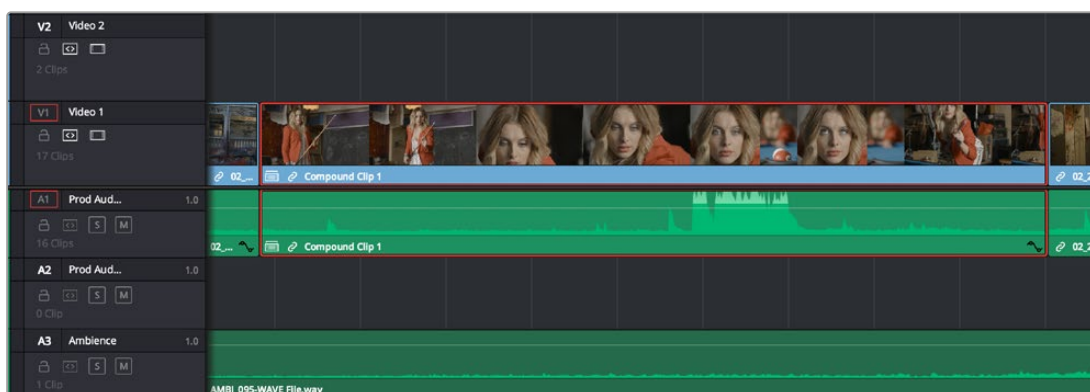 V2 Video 2
2 Clips
V1 Video 1
17 Clips
02_... Compound Clip 1 02_2
A1 Prod Aud... 1.0
S M
16 Clips
02_... Compound Clip 1 02_2
A2 Prod Aud... 1.0
S M
0 Clip
A3 Ambience 1.0
S M
1 Clip
AMBI_095-WAVE File.wav